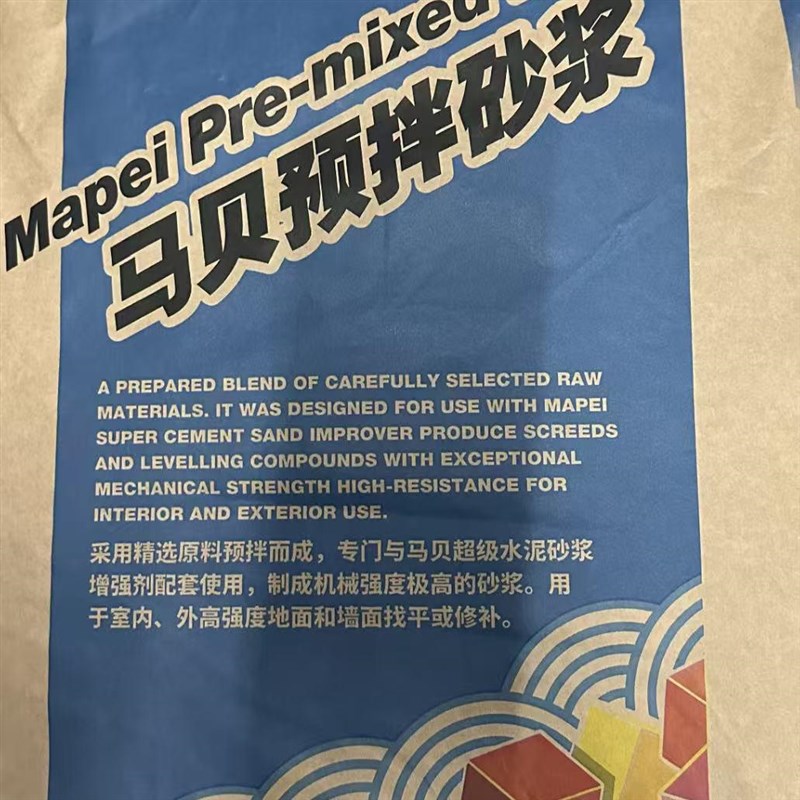 Mapei Pre-mixed
马贝预拌砂浆
A PREPARED BLEND OF CAREFULLY SELECTED RAW
MATERIALS. IT WAS DESIGNED FOR USE WITH MAPEI
SUPER CEMENT SAND IMPROVER PRODUCE SCREEDS
AND LEVELLING COMPOUNDS WITH EXCEPTIONAL
MECHANICAL STRENGTH HIGH-RESISTANCE FOR
INTERIOR AND EXTERIOR USE.
采用精选原料预拌而成，专门与马贝超级水泥砂浆
增强剂配套使用，制成机械强度极高的砂浆。用
于室内、外高强度地面和墙面找平或修补。